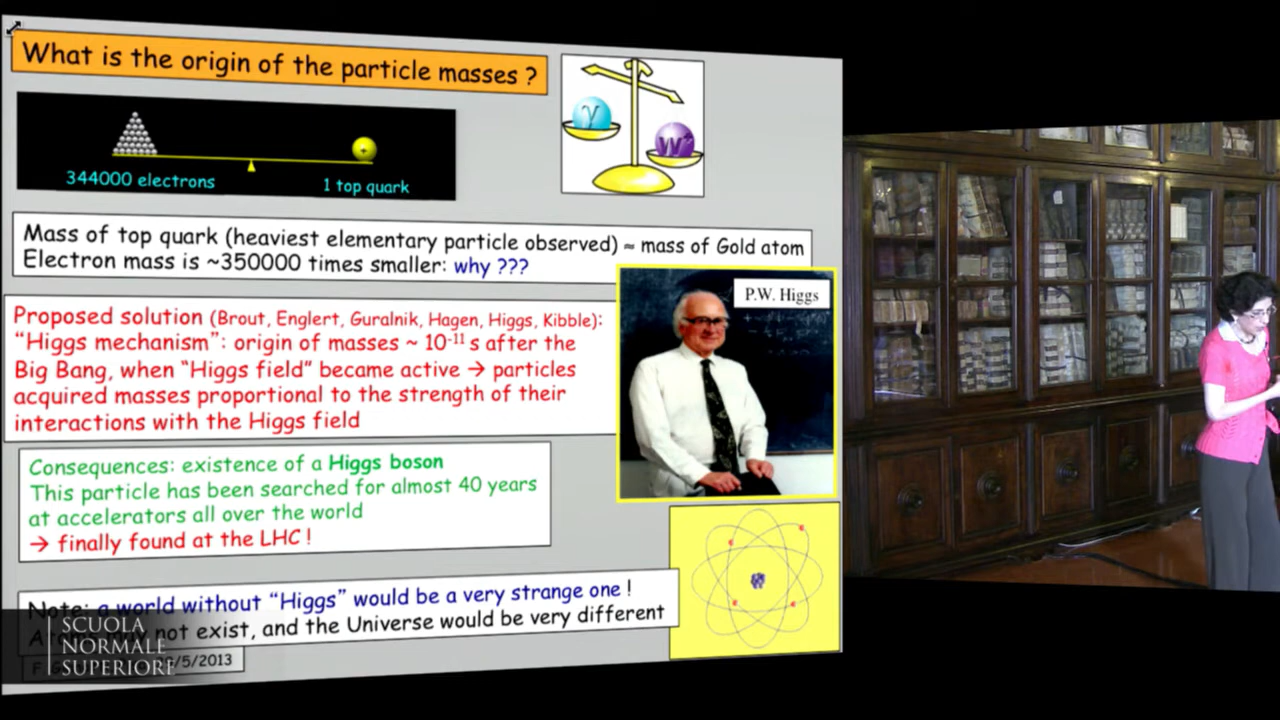 What is the origin of the particle masses ?
γ
W
344000 electrons
1 top quark
Mass of top quark (heaviest elementary particle observed) ≈ mass of Gold atom
Electron mass is ~350000 times smaller: why ???
P.W. Higgs
Proposed solution (Brout, Englert, Guralnik, Hagen, Higgs, Kibble):
“Higgs mechanism”: origin of masses ~ 10⁻¹¹ s after the
Big Bang, when “Higgs field” became active → particles
acquired masses proportional to the strength of their
interactions with the Higgs field
Consequences: existence of a Higgs boson
This particle has been searched for almost 40 years
at accelerators all over the world
→ finally found at the LHC !
Note: a world without “Higgs” would be a very strange one !
Atoms may not exist, and the Universe would be very different
SCUOLA
NORMALE
SUPERIORE
/5/2013